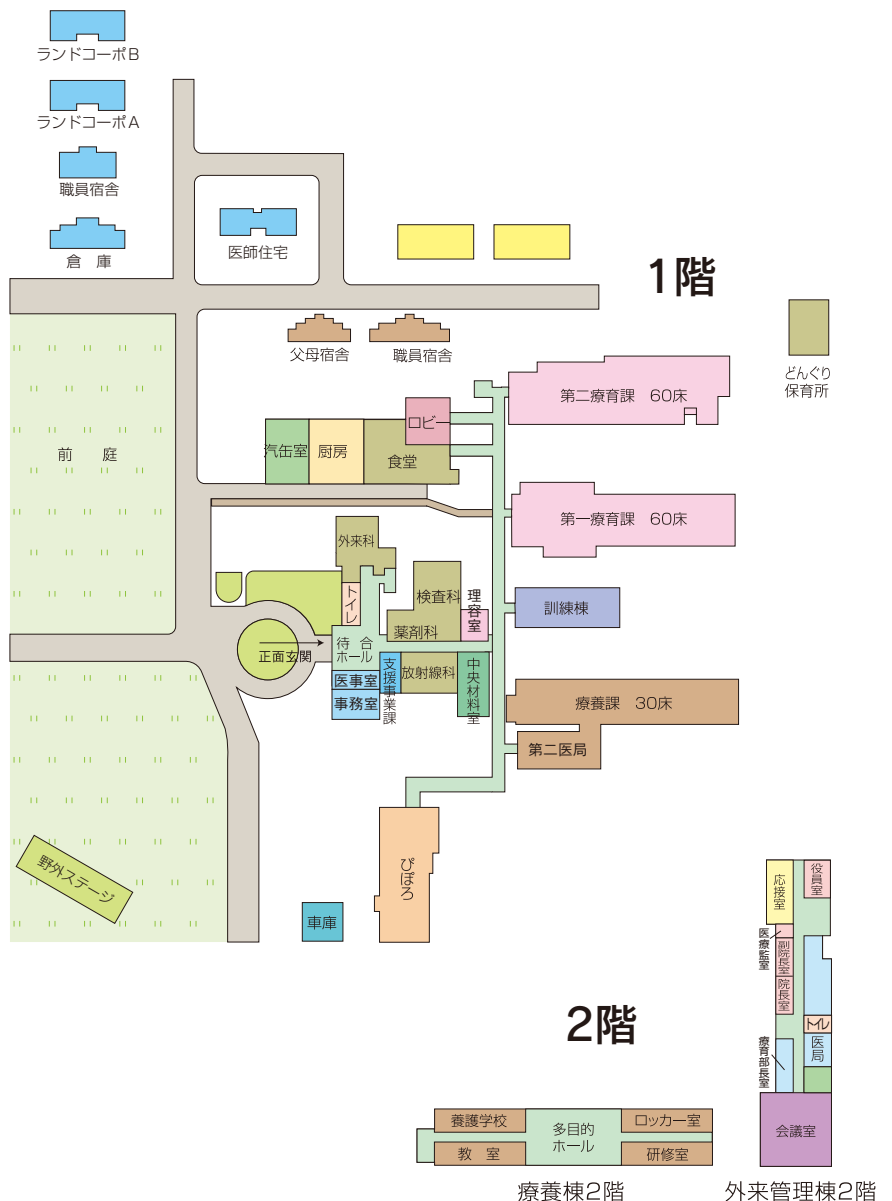 ランドコーポB
ランドコーポA
職員宿舎
倉 庫
医師住宅
1階
父母宿舎
職員宿舎
どんぐり
保育所
第二療育課 60床
ロビー
汽缶室
厨房
食堂
前 庭
第一療育課 60床
外来科
トイレ
検査科
理容室
薬剤科
訓練棟
正面玄関
待 合
ホール
支援事業課
放射線科
中央材料室
医事室
事務室
療養課 30床
第二医局
ぴぽろ
野外ステージ
車庫
応接室
役員室
医療監室
副院長室
院長室
トイレ
療育部長室
医局
会議室
2階
養護学校
多目的
ホール
ロッカー室
教 室
研修室
療養棟2階
外来管理棟2階